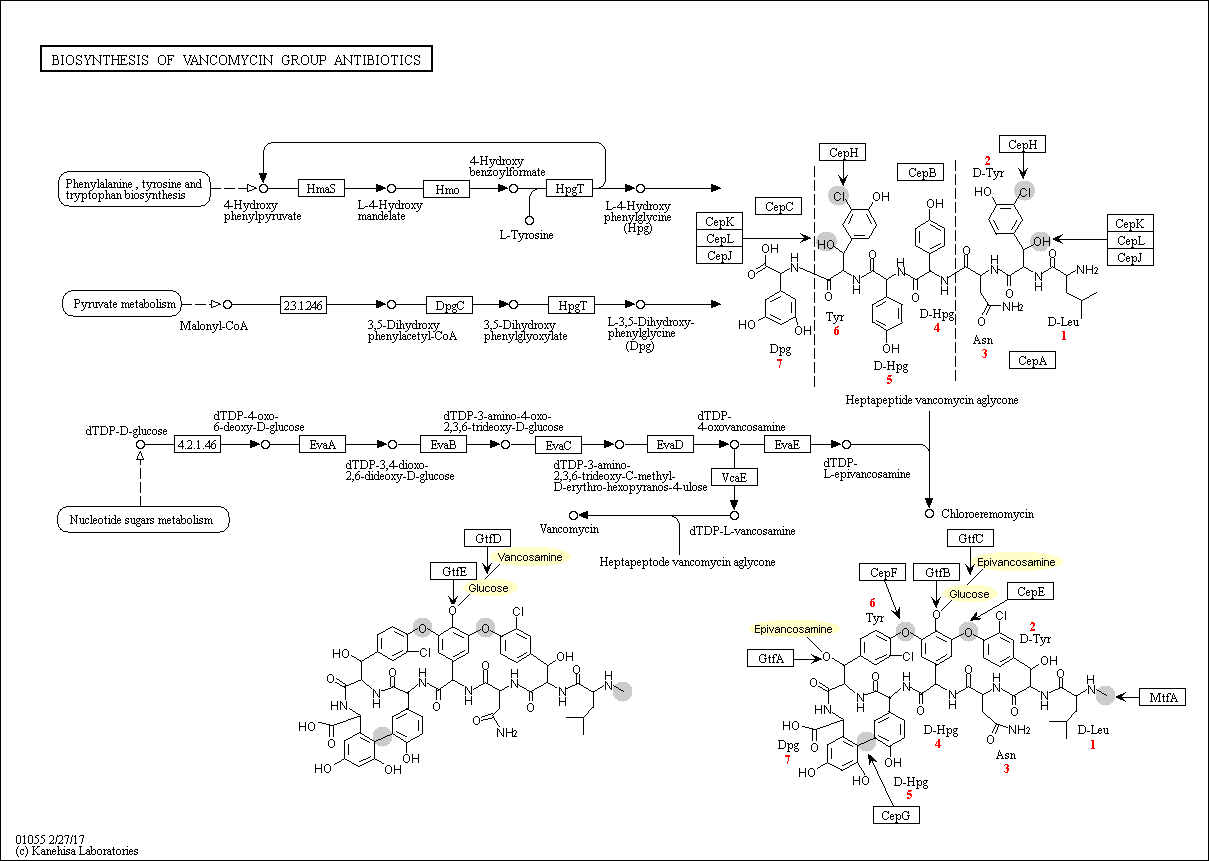 BIOSYNTHESIS OF VANCOMYCIN GROUP ANTIBIOTICS
Phenylalanine , tyrosine and
tryptophan biosynthesis
4-Hydroxy
phenylpyruvate
HmaS
L-4-Hydroxy
mandelate
Hmo
4-Hydroxy
benzoylformate
L-Tyrosine
HpgT
L-4-Hydroxy
phenylglycine
(Hpg)
Pyruvate metabolism
Malonyl-CoA
2.3.1.246
3,5-Dihydroxy
phenylacetyl-CoA
DpgC
3,5-Dihydroxy
phenylglyoxylate
HpgT
L-3,5-Dihydroxy-
phenylglycine
(Dpg)
CepH
CepB
CepC
CepK
CepL
CepJ
2
D-Tyr
CepH
CepK
CepL
CepJ
Cl
OH
OH
HO
OH
O
OH
H
N
O
N
H
O
H
N
O
N
H
O
H
N
O
N
H
O
NH2
HO
Cl
OH
HO
OH
OH
O
NH2
Dpg
7
Tyr
6
D-Hpg
5
D-Hpg
4
Asn
3
D-Leu
1
CepA
Heptapeptide vancomycin aglycone
dTDP-D-glucose
4.2.1.46
dTDP-4-oxo-
6-deoxy-D-glucose
EvaA
dTDP-3,4-dioxo-
2,6-dideoxy-D-glucose
EvaB
dTDP-3-amino-4-oxo-
2,3,6-trideoxy-D-glucose
EvaC
dTDP-3-amino-
2,3,6-trideoxy-C-methyl-
D-erythro-hexopyranos-4-ulose
EvaD
dTDP-
4-oxovancosamine
EvaE
dTDP-
L-epivancosamine
VcaE
Nucleotide sugars metabolism
Vancomycin
dTDP-L-vancosamine
Heptapeptode vancomycin aglycone
Chloroeremomycin
GtfD
Vancosamine
GtfE
Glucose
O
O
O
Cl
Cl
HO
OH
O
H
N
O
N
H
O
H
N
O
N
H
O
H
N
O
N
H
O
H
N
HN
HO
O
O
NH2
OH
HO
OH
GtfC
Epivancosamine
CepF
GtfB
Glucose
CepE
6
Tyr
2
D-Tyr
Epivancosamine
GtfA
O
O
O
O
Cl
Cl
OH
O
H
N
O
N
H
O
H
N
O
N
H
O
H
N
O
N
H
O
H
N
MtfA
HN
HO
O
O
NH2
OH
HO
OH
Dpg
7
D-Hpg
4
Asn
3
D-Leu
1
D-Hpg
5
CepG
01055 2/27/17
(c) Kanehisa Laboratories